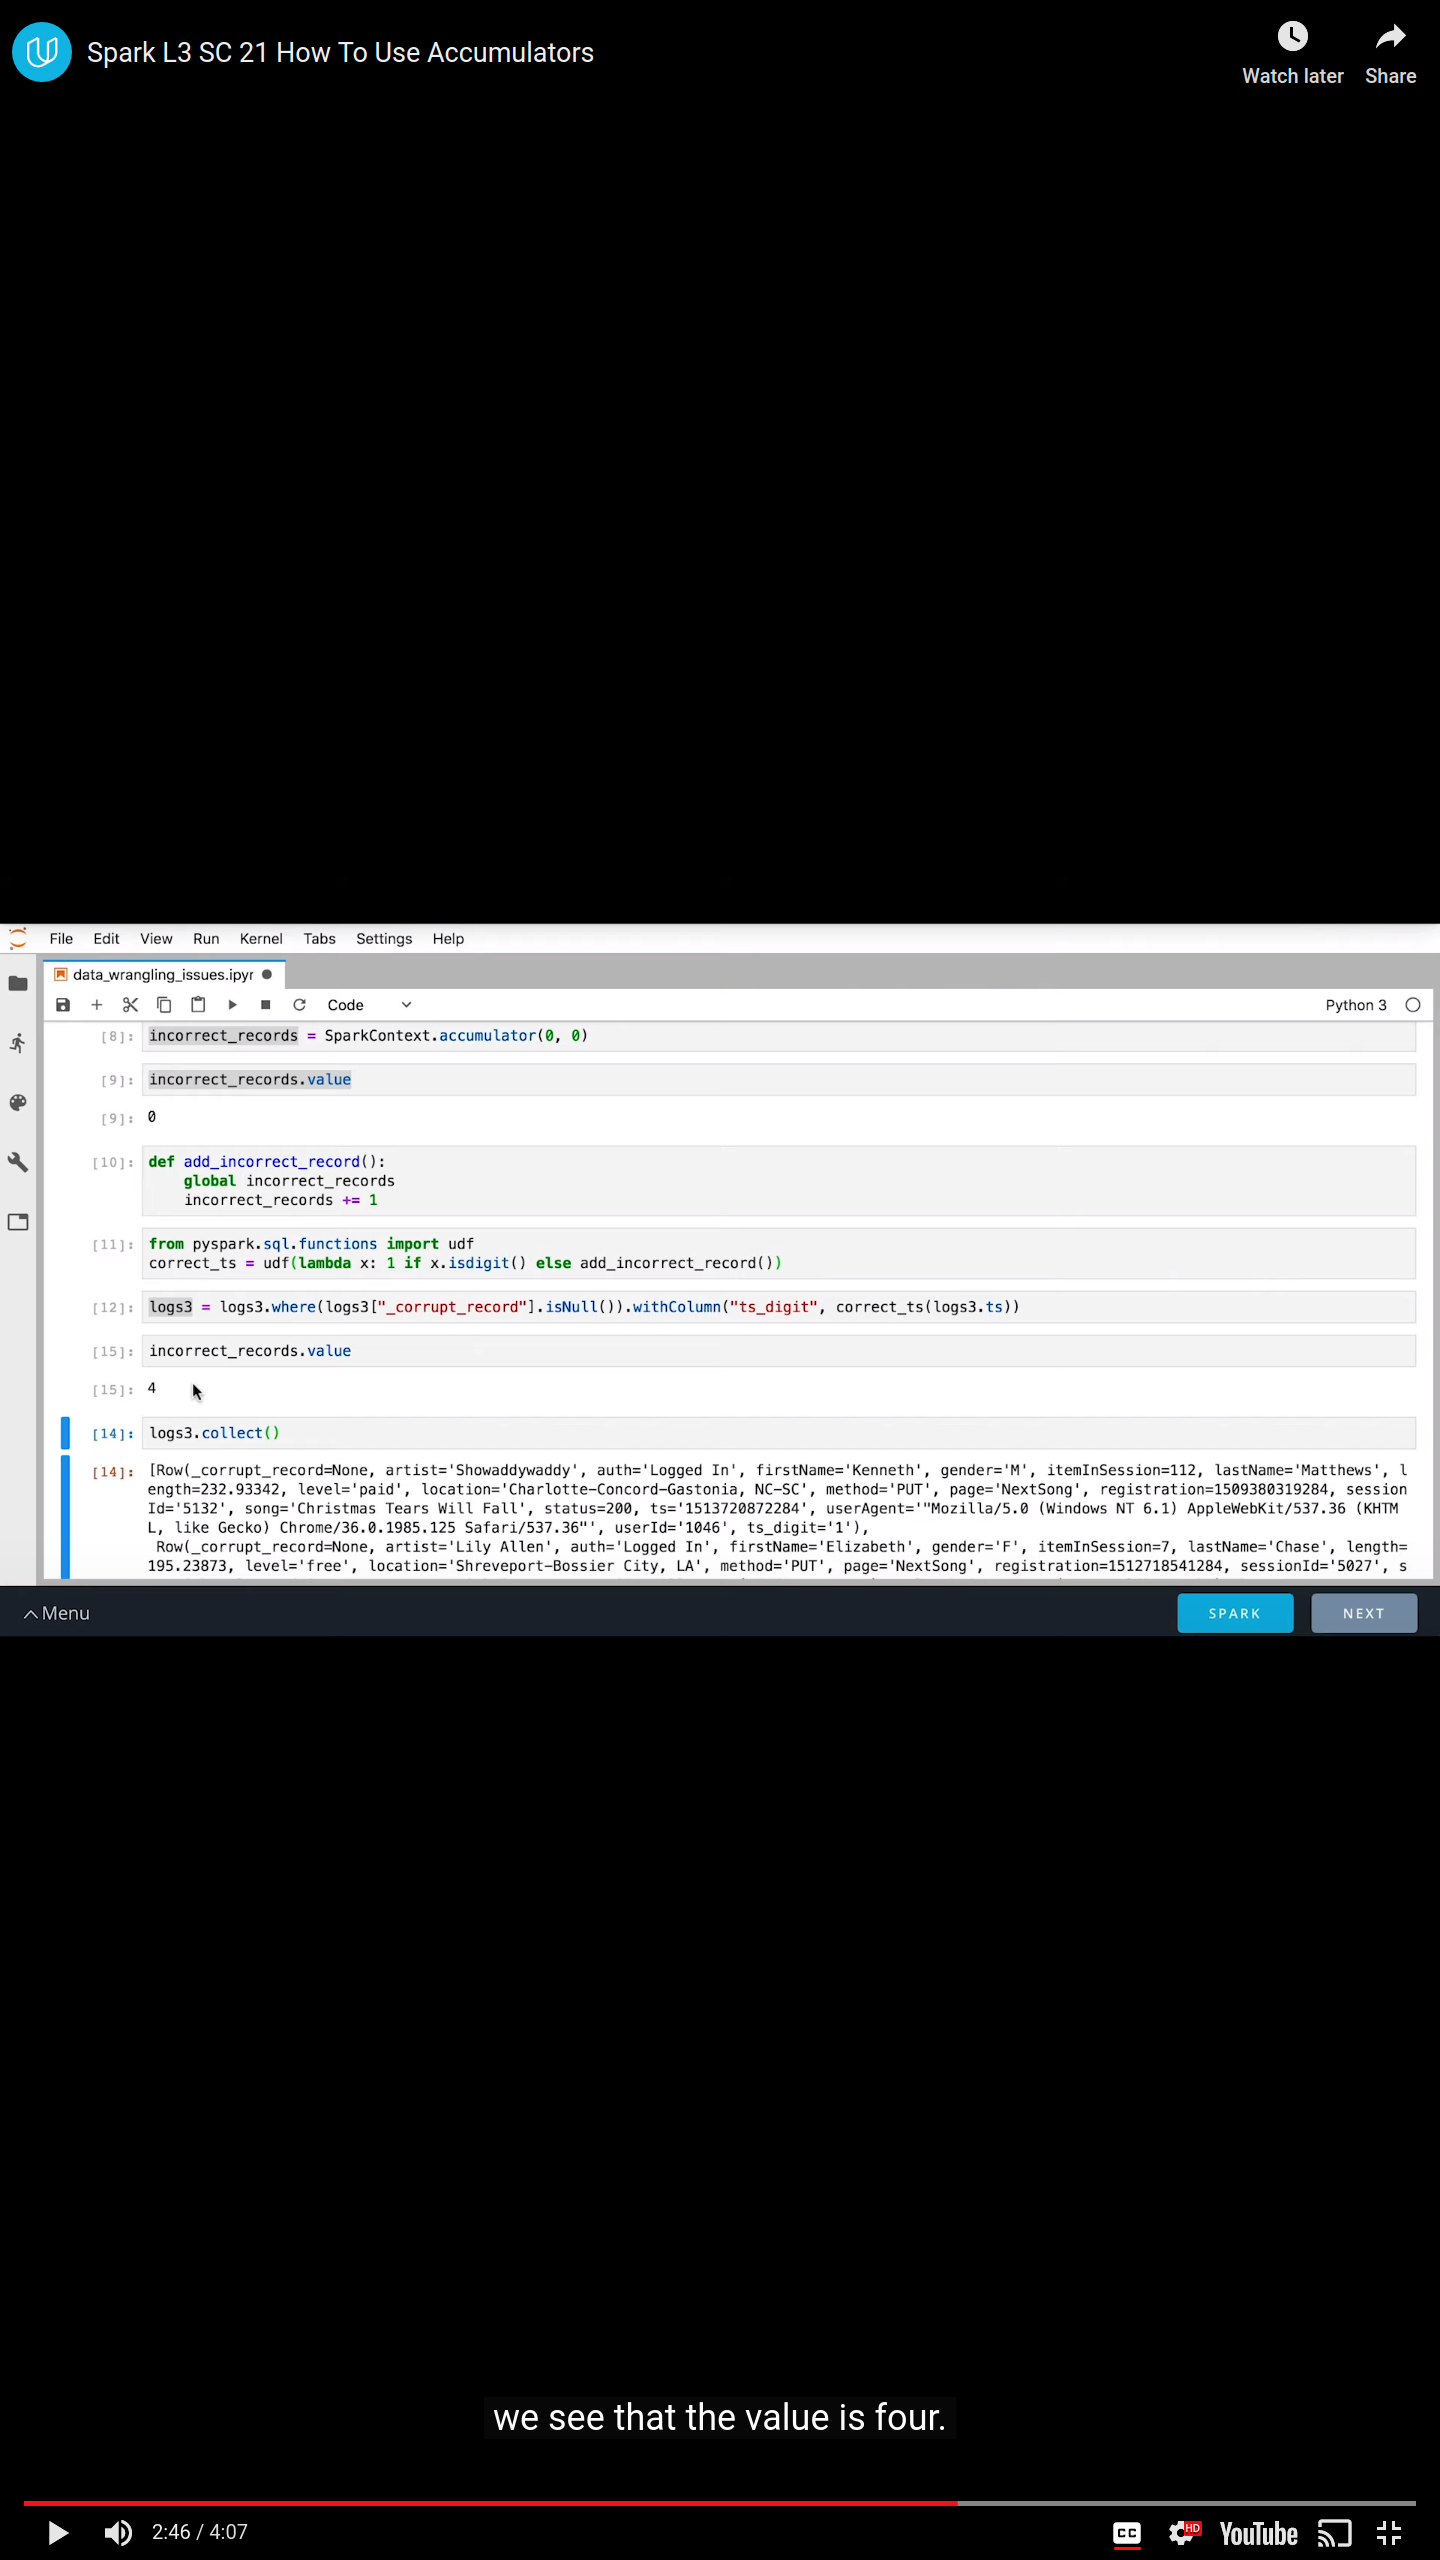 Spark L3 SC 21 How To Use Accumulators
Watch later
Share
File Edit View Run Kernel Tabs Settings Help
data_wrangling_issues.ipyr
Code
Python 3
[8]: incorrect_records = SparkContext.accumulator(0, 0)
[9]: incorrect_records.value
[9]: 0
[10]: def add_incorrect_record():
global incorrect_records
incorrect_records += 1
[11]: from pyspark.sql.functions import udf
correct_ts = udf(lambda x: 1 if x.isdigit() else add_incorrect_record())
[12]: logs3 = logs3.where(logs3["_corrupt_record"].isNull()).withColumn("ts_digit", correct_ts(logs3.ts))
[15]: incorrect_records.value
[15]: 4
[14]: logs3.collect()
[14]: [Row(_corrupt_record=None, artist='Showaddywaddy', auth='Logged In', firstName='Kenneth', gender='M', itemInSession=112, lastName='Matthews', l
ength=232.93342, level='paid', location='Charlotte-Concord-Gastonia, NC-SC', method='PUT', page='NextSong', registration=1509380319284, session
Id='5132', song='Christmas Tears Will Fall', status=200, ts='1513720872284', userAgent='"Mozilla/5.0 (Windows NT 6.1) AppleWebKit/537.36 (KHTM
L, like Gecko) Chrome/36.0.1985.125 Safari/537.36"', userId='1046', ts_digit='1'),
Row(_corrupt_record=None, artist='Lily Allen', auth='Logged In', firstName='Elizabeth', gender='F', itemInSession=7, lastName='Chase', length=
195.23873, level='free', location='Shreveport-Bossier City, LA', method='PUT', page='NextSong', registration=1512718541284, sessionId='5027', s
Menu
SPARK
NEXT
we see that the value is four.
2:46 / 4:07
CC
HD
YouTube